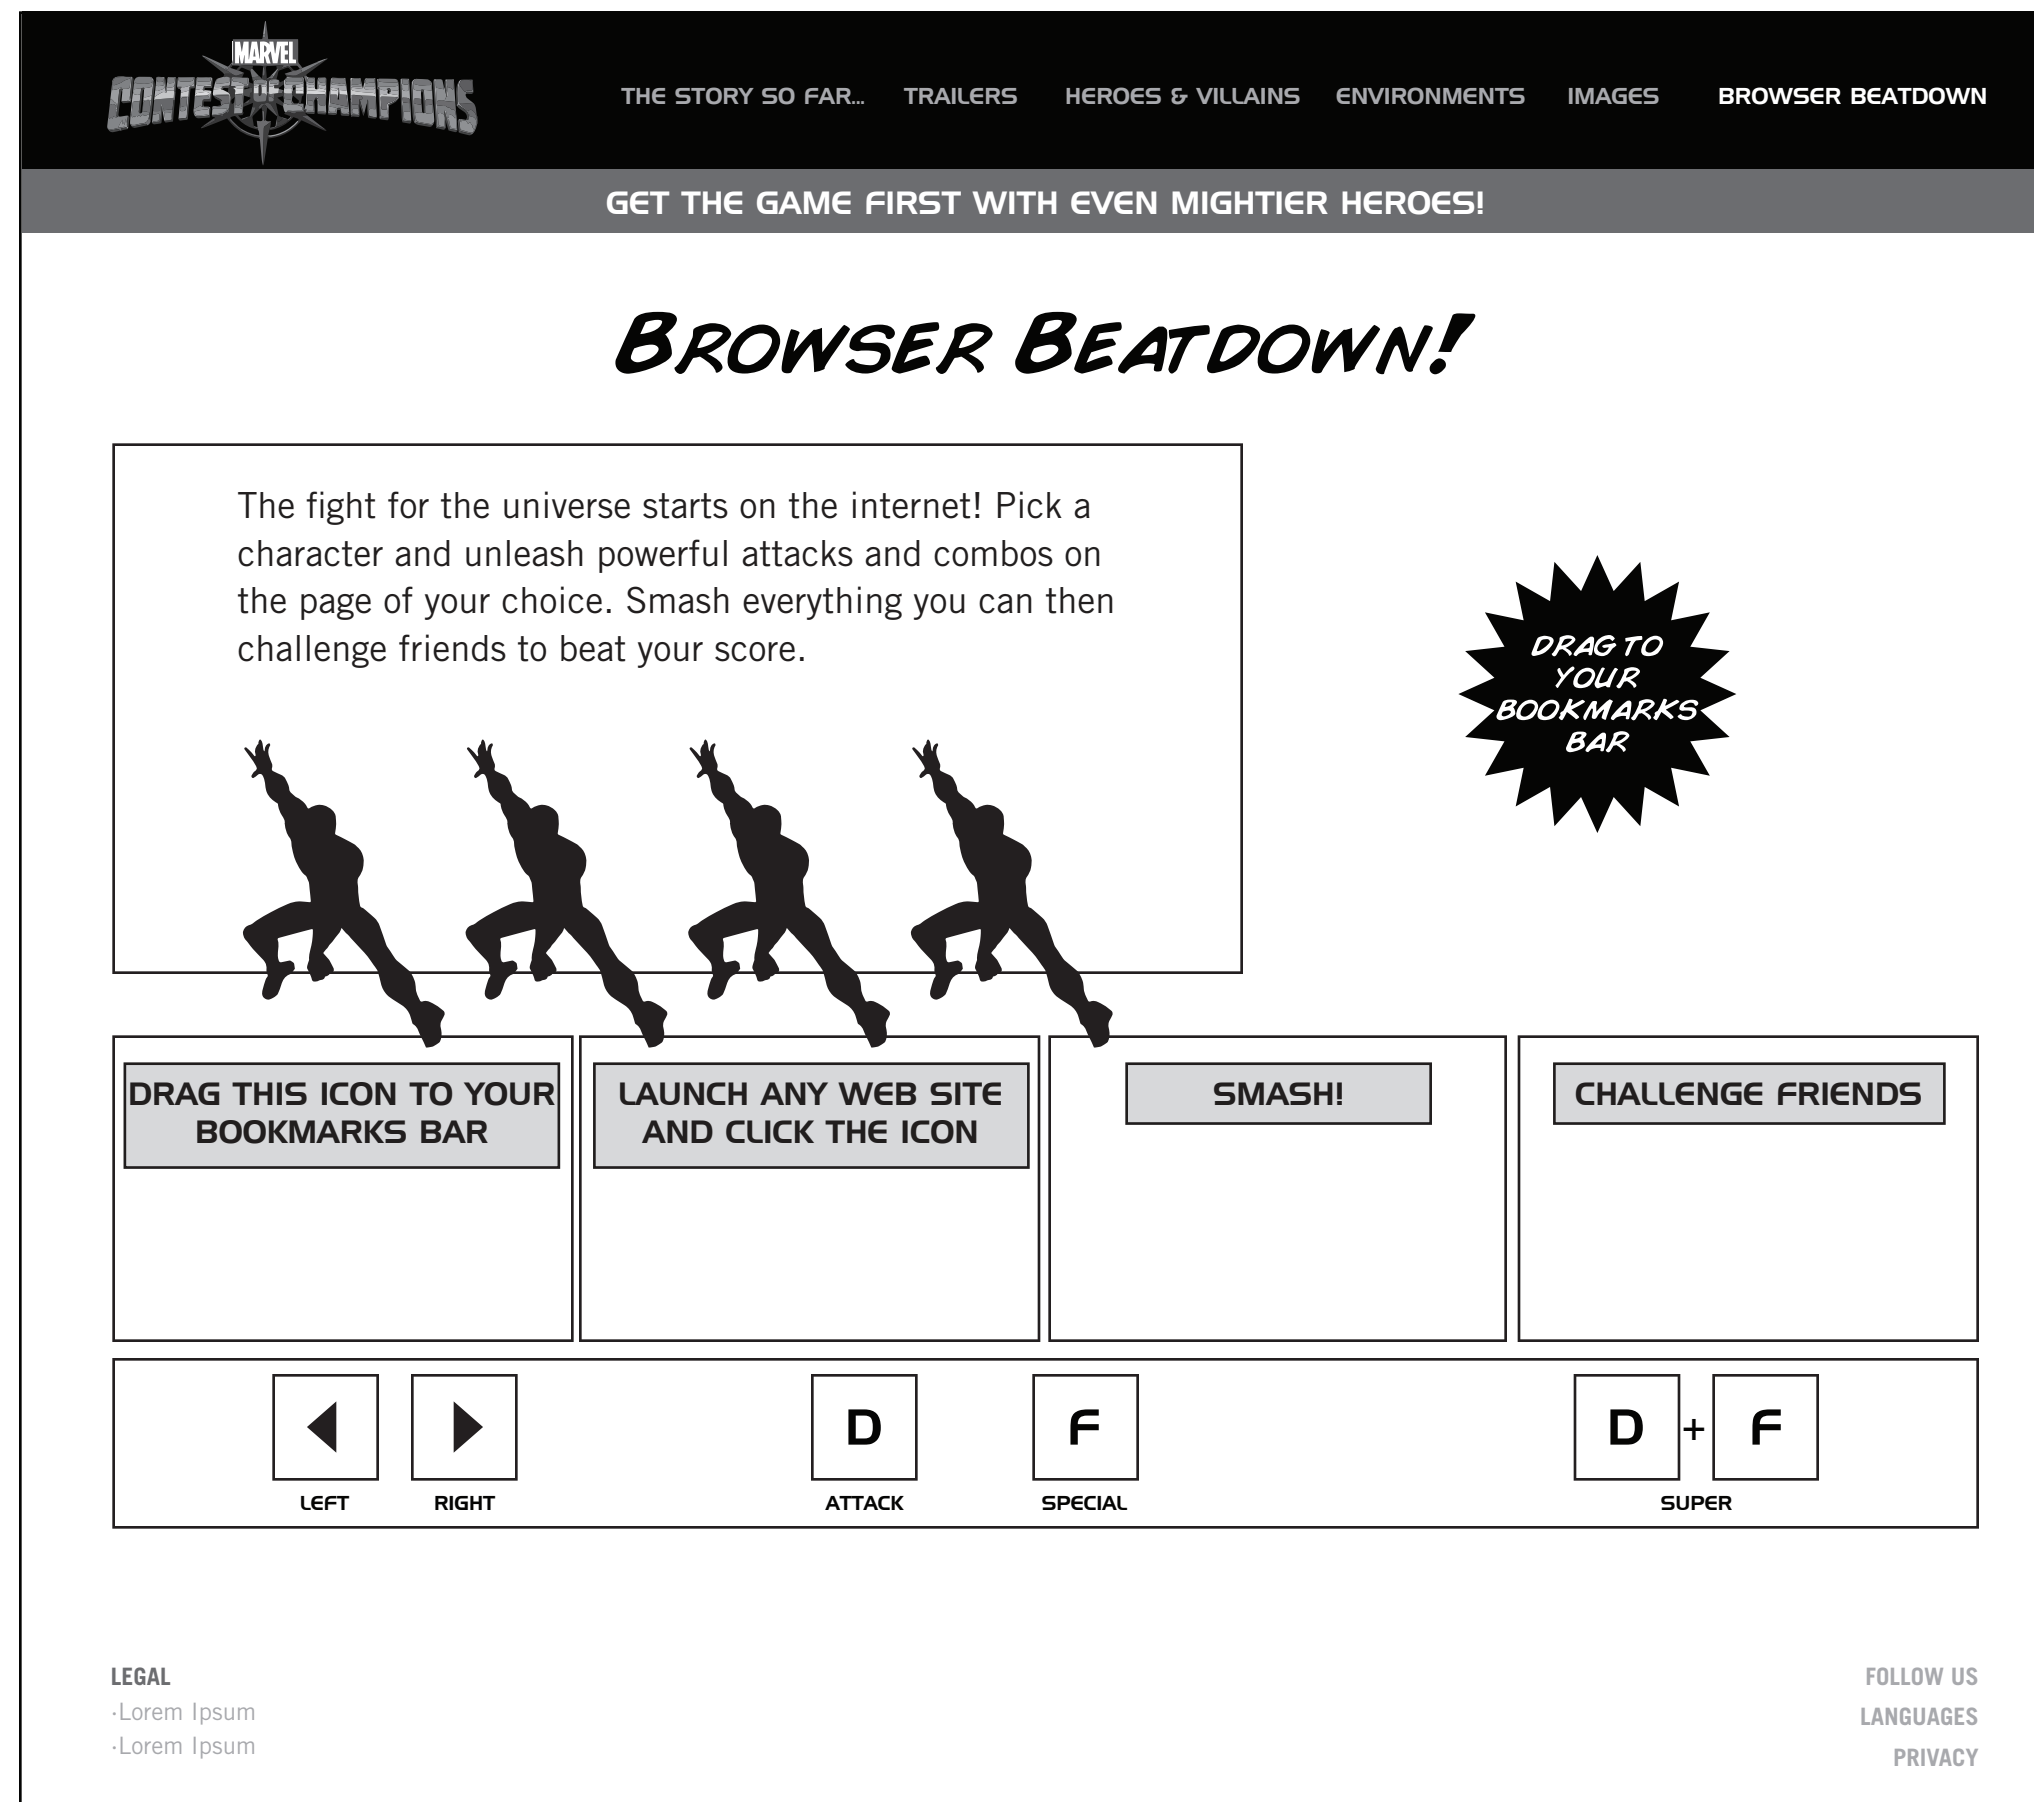 MARVEL
CONTEST OF CHAMPIONS
THE STORY SO FAR... TRAILERS HEROES & VILLAINS ENVIRONMENTS IMAGES BROWSER BEATDOWN
GET THE GAME FIRST WITH EVEN MIGHTIER HEROES!
BROWSER BEATDOWN!
The fight for the universe starts on the internet! Pick a
character and unleash powerful attacks and combos on
the page of your choice. Smash everything you can then
challenge friends to beat your score.
DRAG TO
YOUR
BOOKMARKS
BAR
DRAG THIS ICON TO YOUR
BOOKMARKS BAR
LAUNCH ANY WEB SITE
AND CLICK THE ICON
SMASH!
CHALLENGE FRIENDS
D F D + F
LEFT RIGHT ATTACK SPECIAL SUPER
LEGAL
·Lorem Ipsum
·Lorem Ipsum
FOLLOW US
LANGUAGES
PRIVACY